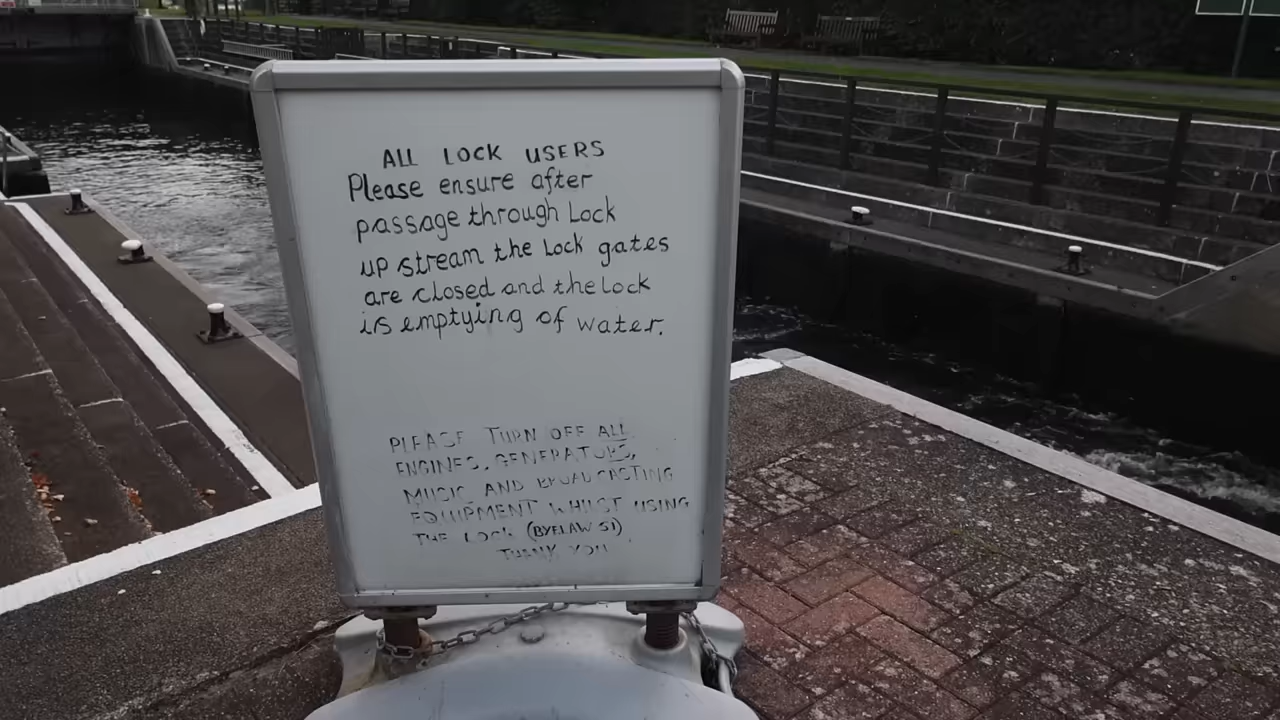 ALL LOCK USERS
Please ensure after
passage through Lock
up stream the Lock gates
are closed and the Lock
is emptying of water.
PLEASE TURN OFF ALL
ENGINES, GENERATORS,
MUSIC AND BROADCASTING
EQUIPMENT WHILST USING
THE LOCK (BYELAW 51)
THANK YOU